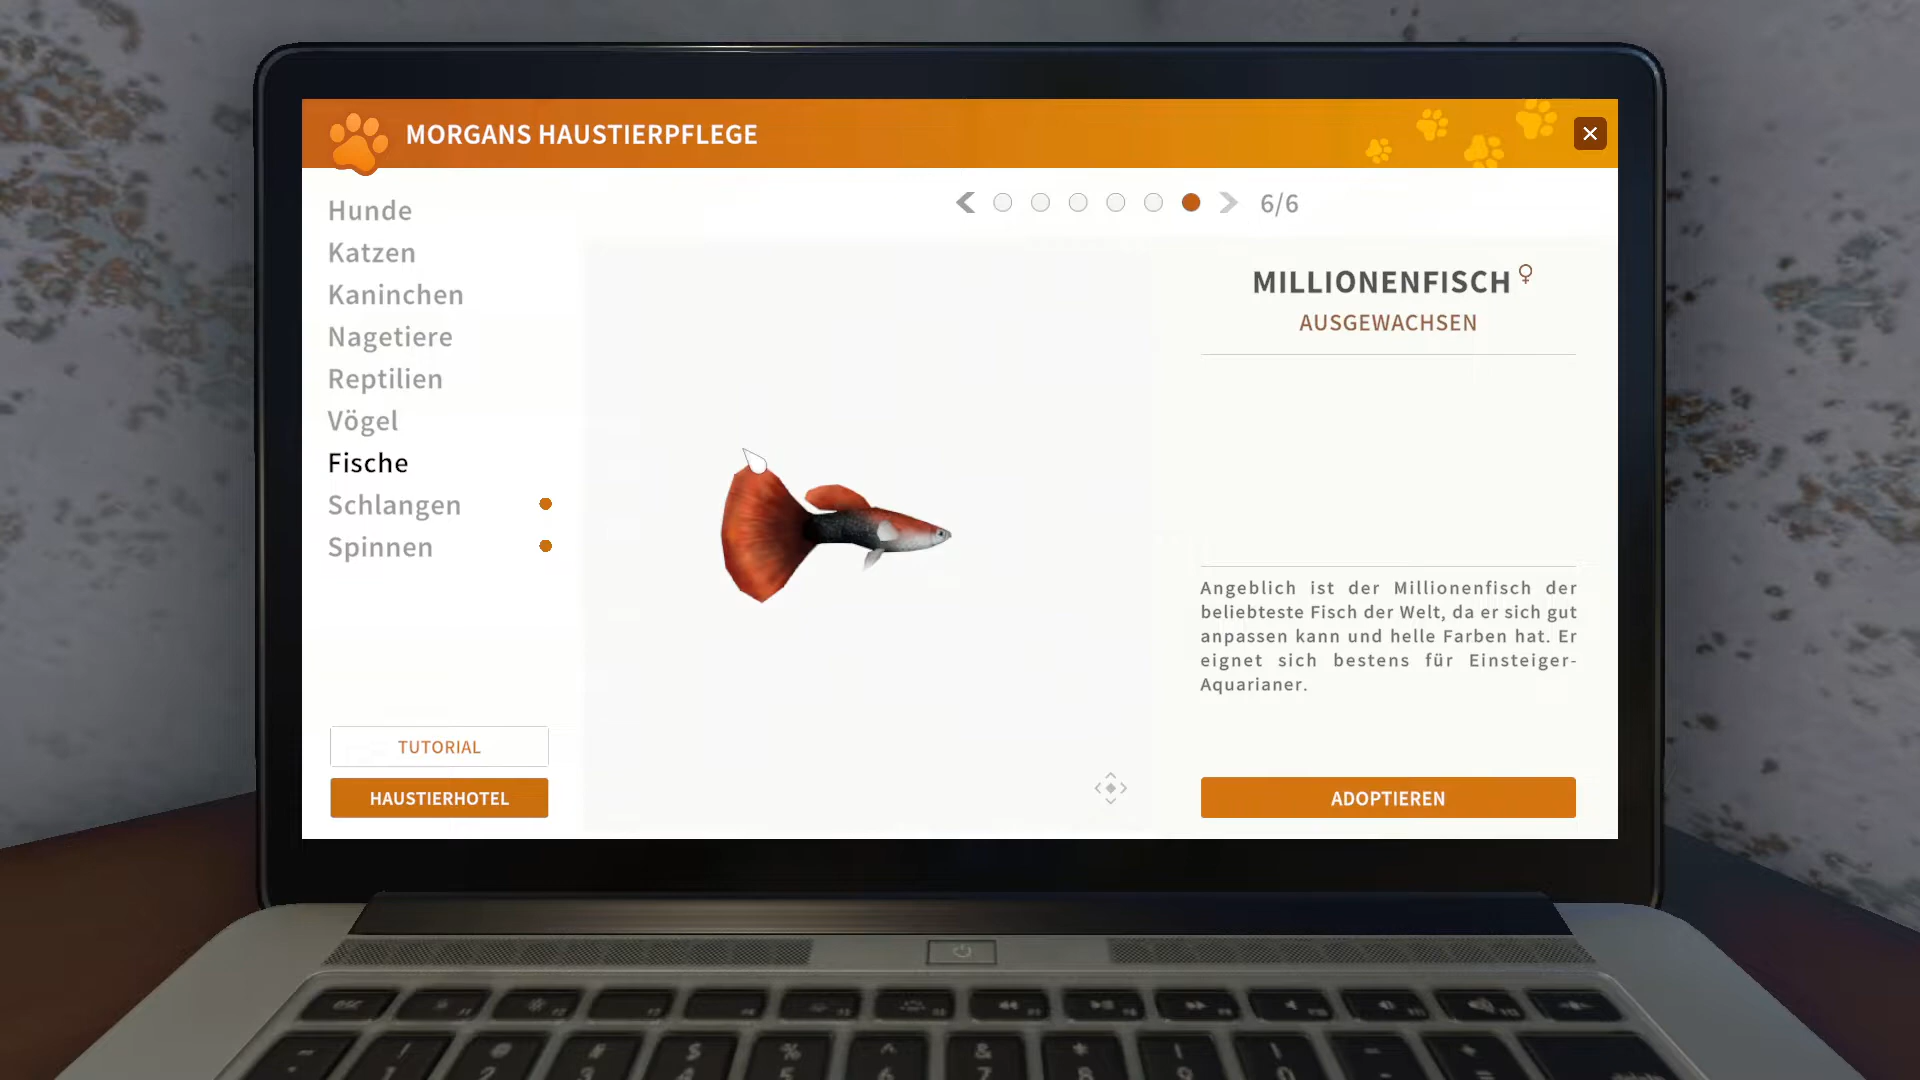 MORGANS HAUSTIERPFLEGE
Hunde
Katzen
Kaninchen
Nagetiere
Reptilien
Vögel
Fische
Schlangen
Spinnen
TUTORIAL
HAUSTIERHOTEL
6/6
MILLIONENFISCH♀
AUSGEWACHSEN
Angeblich ist der Millionenfisch der
beliebteste Fisch der Welt, da er sich gut
anpassen kann und helle Farben hat. Er
eignet sich bestens für Einsteiger-
Aquarianer.
ADOPTIEREN
esc